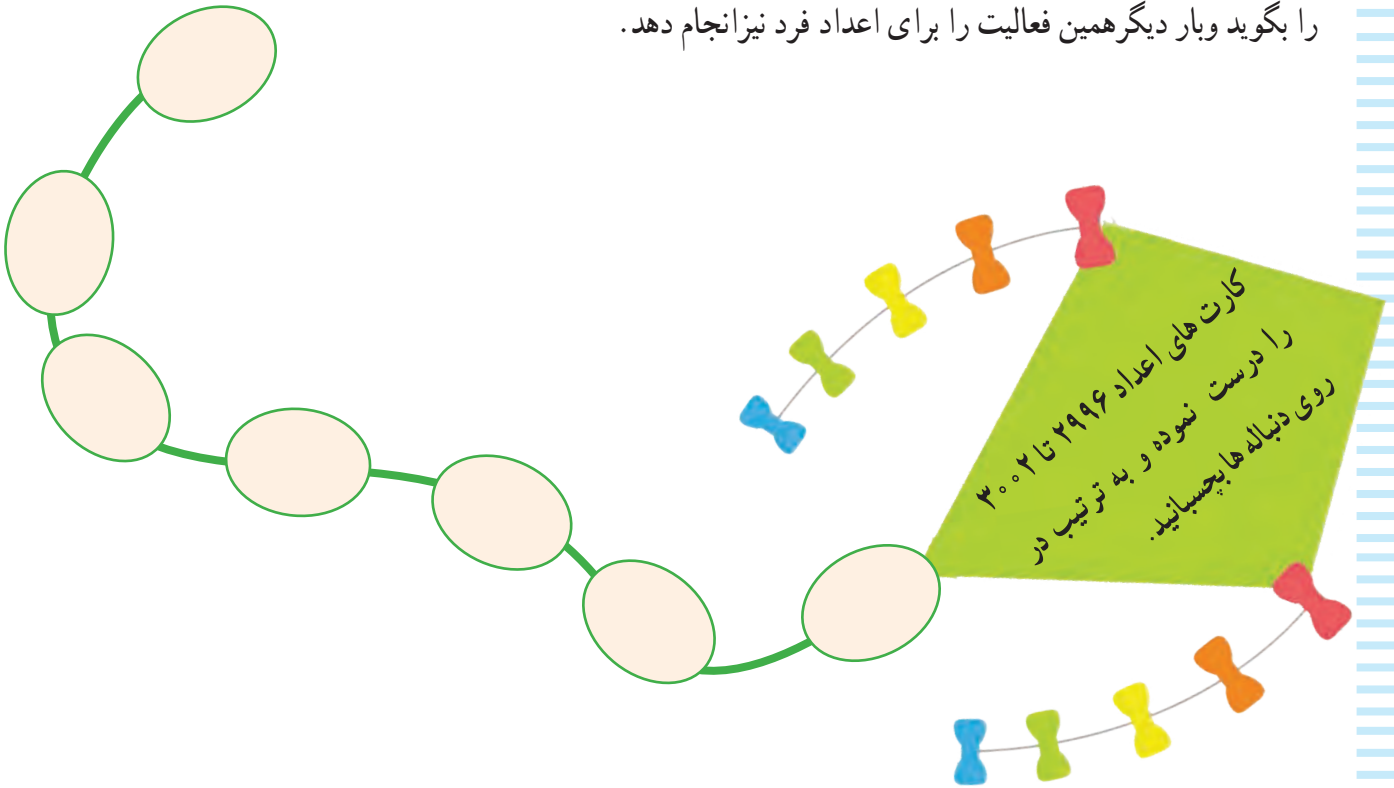 را بگوید وبار دیگرهمین فعالیت را برای اعداد فرد نیزانجام دهد.
کارت های اعداد ۲۹۹۶ تا ۳۰۰۲
را درست نموده و به ترتیب در
روی دنباله‌هابچسبانید.